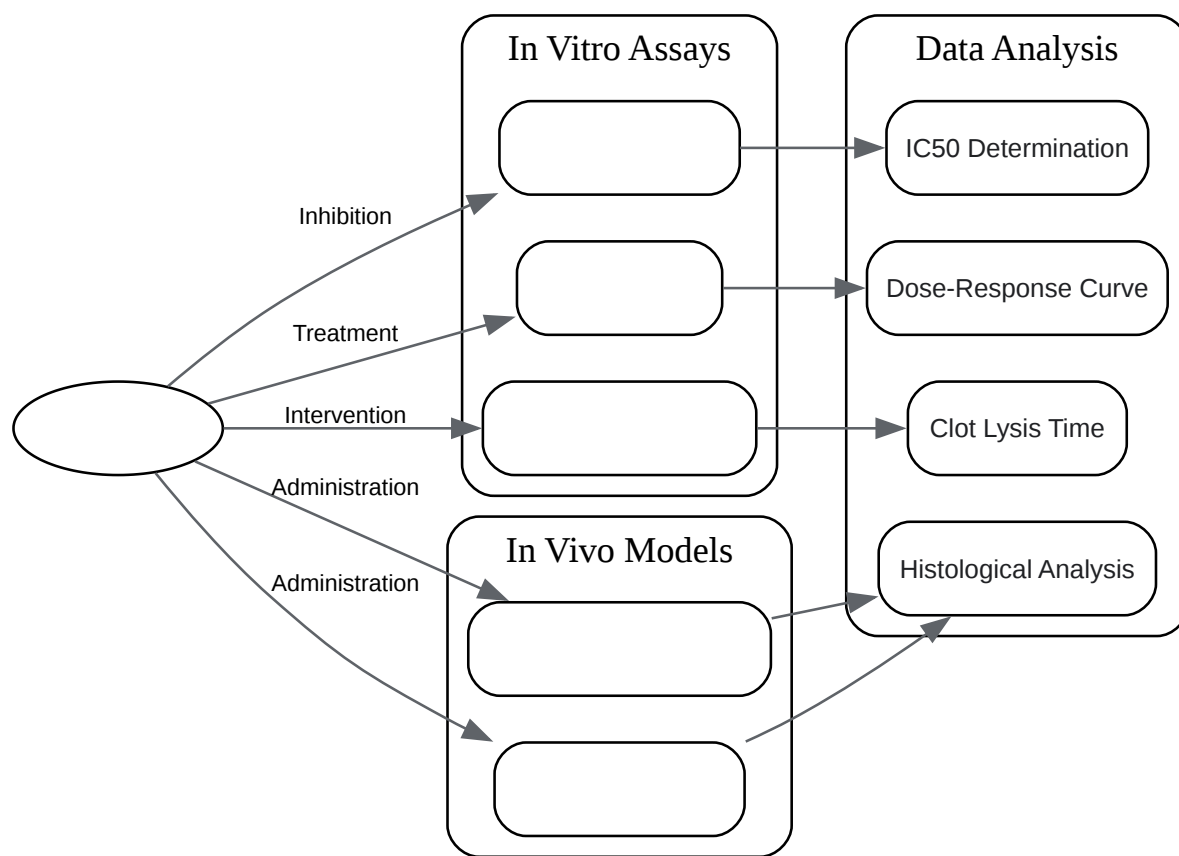 In Vitro Assays
Data Analysis
IC50 Determination
Inhibition
Dose-Response Curve
Treatment
Intervention
Clot Lysis Time
Administration
In Vivo Models
Histological Analysis
Administration